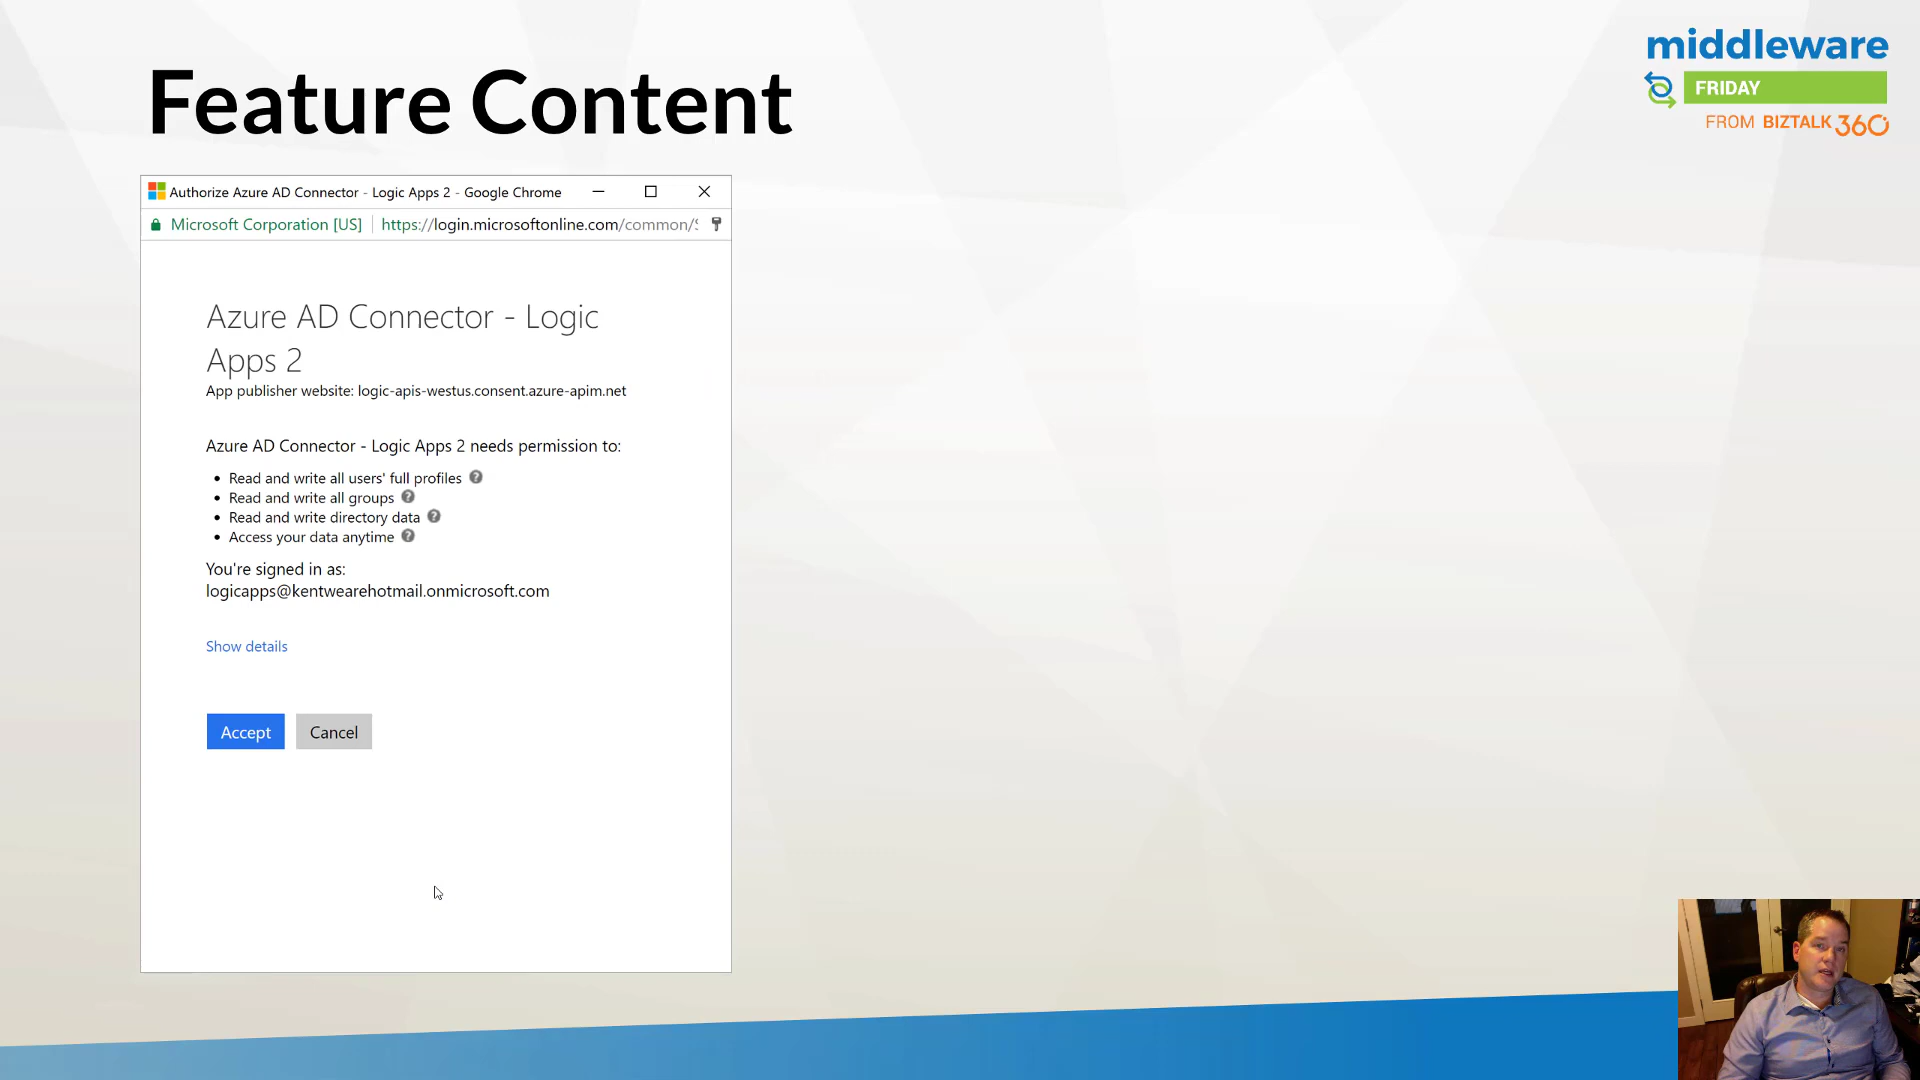 Feature Content
middleware
FRIDAY
FROM BIZTALK 360
Authorize Azure AD Connector - Logic Apps 2 - Google Chrome
Microsoft Corporation [US] https://login.microsoftonline.com/common/S
Azure AD Connector - Logic
Apps 2
App publisher website: logic-apis-westus.consent.azure-apim.net
Azure AD Connector - Logic Apps 2 needs permission to:
Read and write all users' full profiles
Read and write all groups
Read and write directory data
Access your data anytime
You're signed in as:
logicapps@kentwearehotmail.onmicrosoft.com
Show details
Accept Cancel